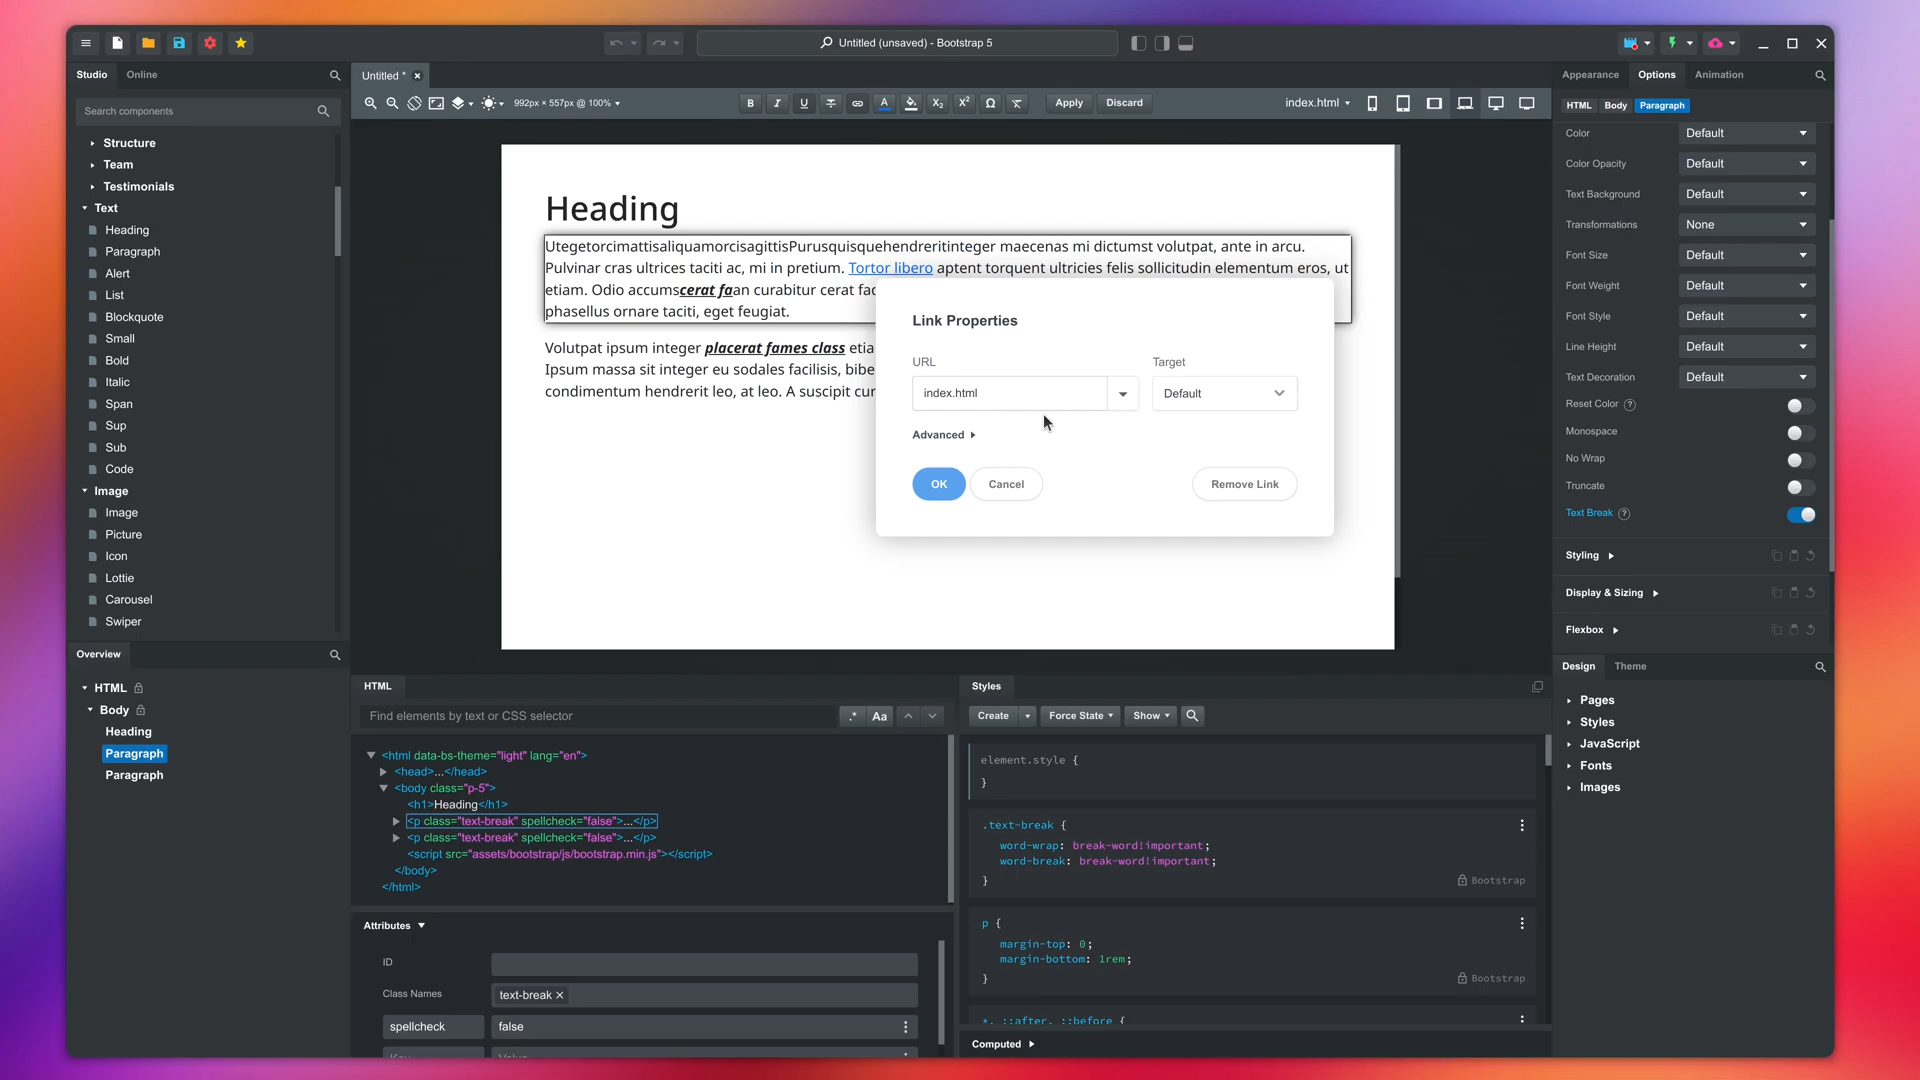 Untitled (unsaved) - Bootstrap 5
Studio
Online
Search components
Structure
Team
Testimonials
Text
Heading
Paragraph
Alert
List
Blockquote
Small
Bold
Italic
Span
Sup
Sub
Code
Image
Image
Picture
Icon
Lottie
Carousel
Swiper
Overview
HTML
Body
Heading
Paragraph
Paragraph
Untitled *
992px × 557px @ 100%
B I U T A X₂ X² Ω
Apply
Discard
index.html
Heading
UtegetorcimattisaliquamorcisagittisPurusquisquehendreritinteger maecenas mi dictumst volutpat, ante in arcu.
Pulvinar cras ultrices taciti ac, mi in pretium. Tortor libero aptent torquent ultricies felis sollicitudin elementum eros, ut
etiam. Odio accumscerat faan curabitur cerat fac
phasellus ornare taciti, eget feugiat.
Volutpat ipsum integer placerat fames class etia
Ipsum massa sit integer eu sodales facilisis, bibe
condimentum hendrerit leo, at leo. A suscipit cur
Link Properties
URL
Target
index.html
Default
Advanced
OK
Cancel
Remove Link
HTML
Find elements by text or CSS selector
.*
Aa
<html data-bs-theme="light" lang="en">
<head>...</head>
<body class="p-5">
<h1>Heading</h1>
<p class="text-break" spellcheck="false">...</p>
<p class="text-break" spellcheck="false">...</p>
<script src="assets/bootstrap/js/bootstrap.min.js"></script>
</body>
</html>
Attributes
ID
Class Names
text-break ×
spellcheck
false
Styles
Create
Force State
Show
element.style {
}
.text-break {
word-wrap: break-word!important;
word-break: break-word!important;
}
Bootstrap
p {
margin-top: 0;
margin-bottom: 1rem;
}
Bootstrap
*, ::after, ::before {
Computed
Appearance
Options
Animation
HTML
Body
Paragraph
Color
Default
Color Opacity
Default
Text Background
Default
Transformations
None
Font Size
Default
Font Weight
Default
Font Style
Default
Line Height
Default
Text Decoration
Default
Reset Color ?
Monospace
No Wrap
Truncate
Text Break ?
Styling
Display & Sizing
Flexbox
Design
Theme
Pages
Styles
JavaScript
Fonts
Images